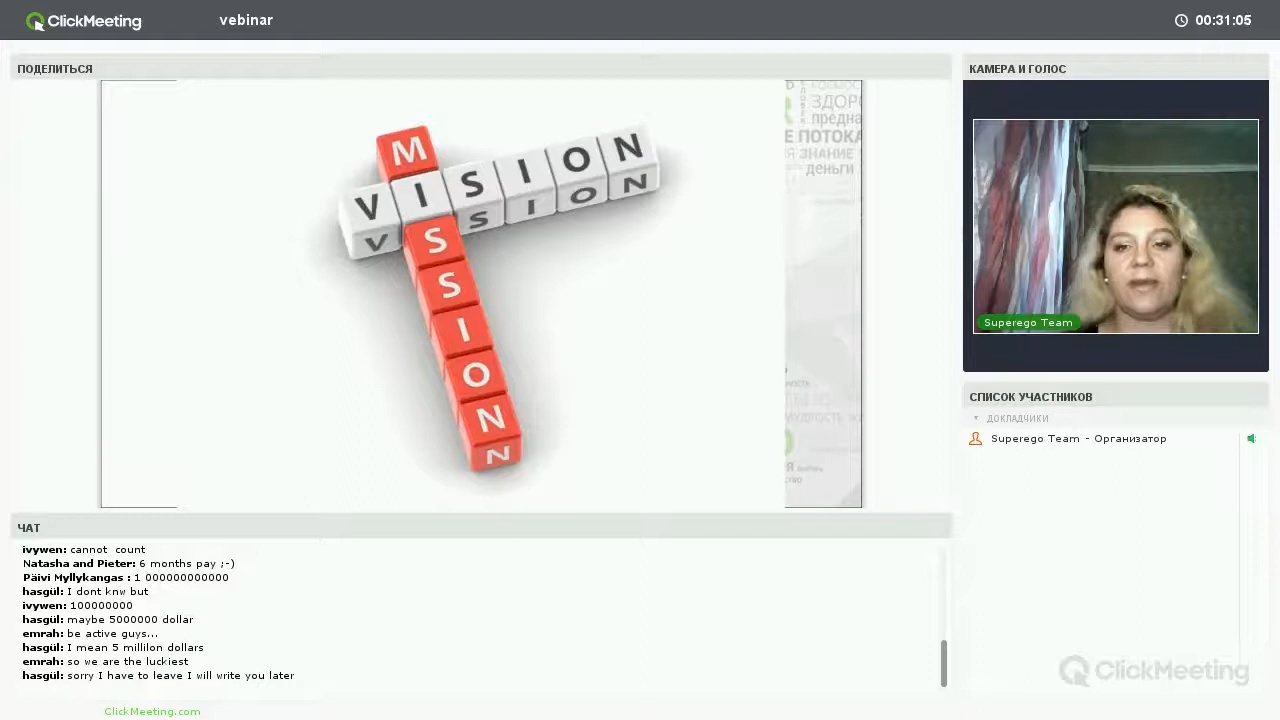 ClickMeeting
vebinar
00:31:05
ПОДЕЛИТЬСЯ
КАМЕРА И ГОЛОС
MISSION
VISION
ЗДОРО
предна
Е ПОТОКА
Я ЗНАНИЕ
деньги
Superego Team
СПИСОК УЧАСТНИКОВ
ДОКЛАДЧИКИ
Superego Team - Организатор
ЧАТ
ivywen: cannot count
Natasha and Pieter: 6 months pay ;-)
Päivi Myllykangas : 1 000000000000
hasgül: I dont knw but
ivywen: 100000000
hasgül: maybe 5000000 dollar
emrah: be active guys...
hasgül: I mean 5 millilon dollars
emrah: so we are the luckiest
hasgül: sorry I have to leave I will write you later
ClickMeeting
ClickMeeting.com